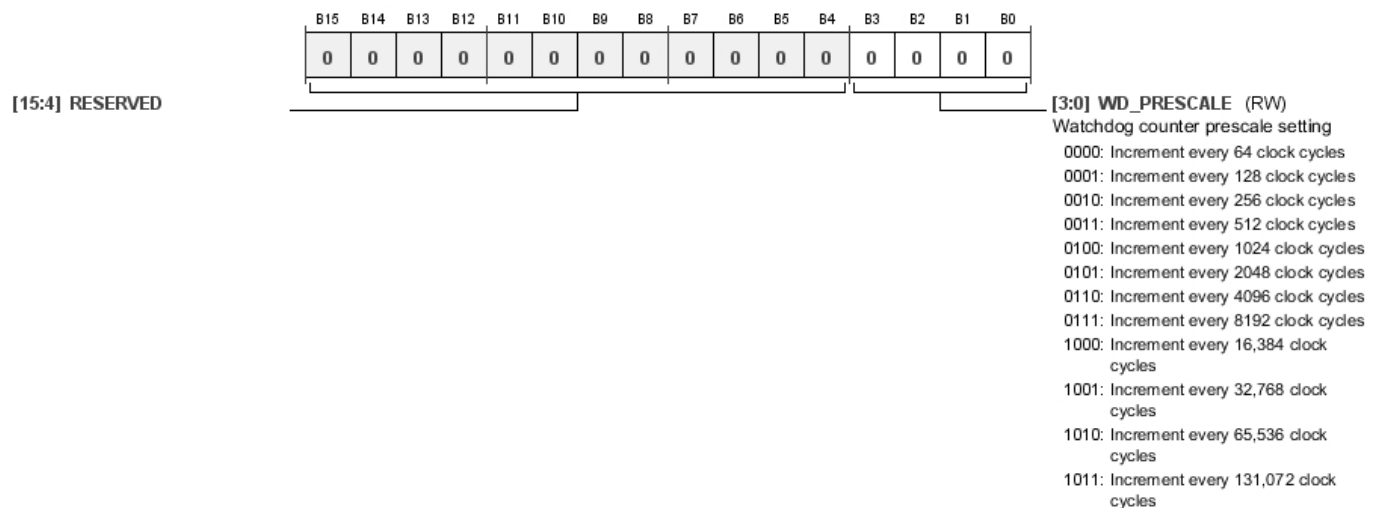 B15 B14 B13 B12 B11 B10 B9 B8 B7 B6 B5 B4 B3 B2 B1 B0
0 0 0 0 0 0 0 0 0 0 0 0 0 0 0 0
[15:4] RESERVED
[3:0] WD_PRESCALE (RW)
Watchdog counter prescale setting
0000: Increment every 64 clock cycles
0001: Increment every 128 clock cycles
0010: Increment every 256 clock cycles
0011: Increment every 512 clock cycles
0100: Increment every 1024 clock cycles
0101: Increment every 2048 clock cycles
0110: Increment every 4096 clock cycles
0111: Increment every 8192 clock cycles
1000: Increment every 16,384 clock
cycles
1001: Increment every 32,768 clock
cycles
1010: Increment every 65,536 clock
cycles
1011: Increment every 131,072 clock
cycles